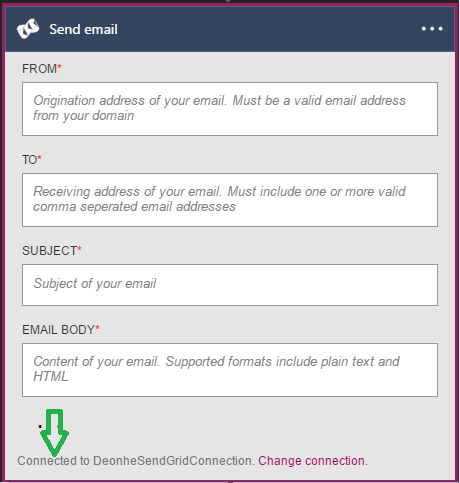 Send email
FROM*
Origination address of your email. Must be a valid email address
from your domain
TO*
Receiving address of your email. Must include one or more valid
comma seperated email addresses
SUBJECT*
Subject of your email
EMAIL BODY*
Content of your email. Supported formats include plain text and
HTML
Connected to DeonheSendGridConnection. Change connection.